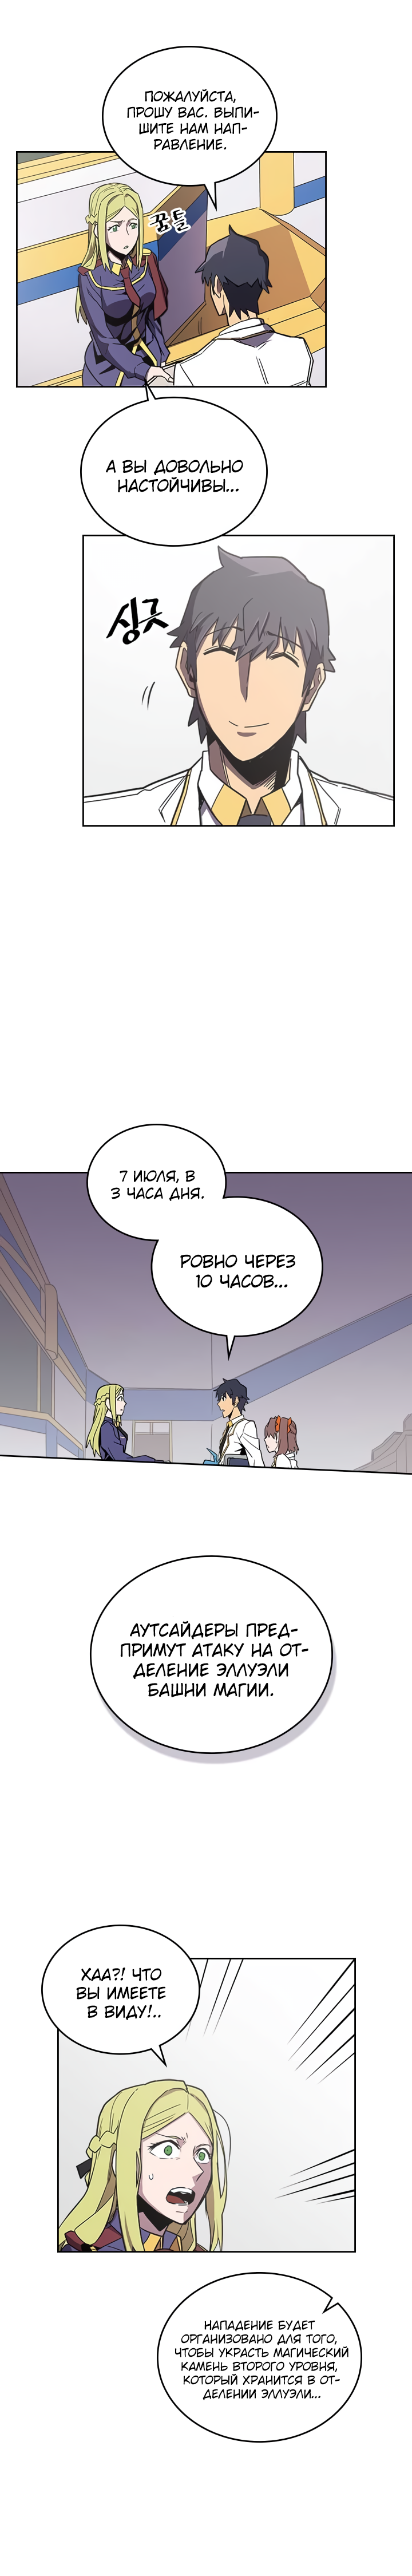 ПОЖАЛУЙСТА,
ПРОШУ ВАС. ВЫПИ-
ШИТЕ НАМ НАП-
РАВЛЕНИЕ.
꿈틀
А ВЫ ДОВОЛЬНО
НАСТОЙЧИВЫ...
싱긋
7 ИЮЛЯ, В
3 ЧАСА ДНЯ.
РОВНО ЧЕРЕЗ
10 ЧАСОВ...
АУТСАЙДЕРЫ ПРЕД-
ПРИМУТ АТАКУ НА ОТ-
ДЕЛЕНИЕ ЭЛЛУЭЛИ
БАШНИ МАГИИ.
ХАА?! ЧТО
ВЫ ИМЕЕТЕ
В ВИДУ!..
НАПАДЕНИЕ БУДЕТ
ОРГАНИЗОВАНО ДЛЯ ТОГО,
ЧТОБЫ УКРАСТЬ МАГИЧЕСКИЙ
КАМЕНЬ ВТОРОГО УРОВНЯ,
КОТОРЫЙ ХРАНИТСЯ В ОТ-
ДЕЛЕНИИ ЭЛЛУЭЛИ...